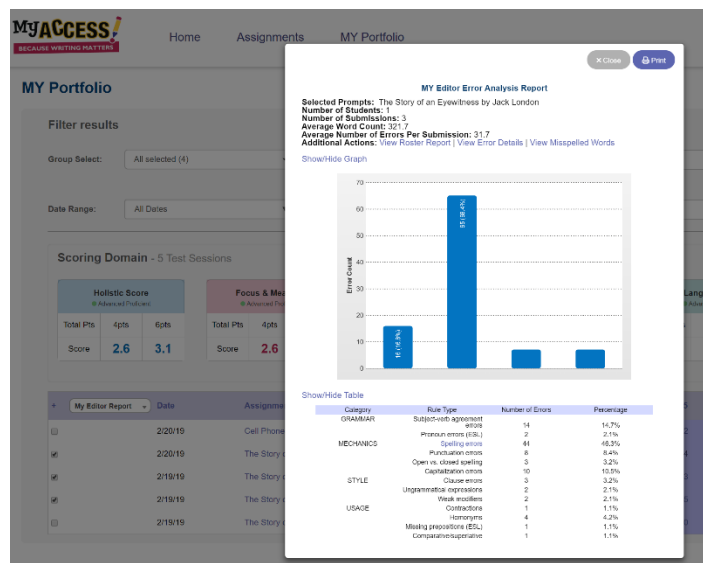 MYACCESS!
BECAUSE WRITING MATTERS
Home Assignments MY Portfolio
× Close Print
MY Portfolio
Filter results
Group Select: All selected (4)
Date Range: All Dates
Scoring Domain - 5 Test Sessions
Holistic Score
Advanced Proficient
Total Pts 4pts 6pts
Score 2.6 3.1
Focus & Mea
Advanced Pro
Total Pts 4pts
Score 2.6
Lang
+ My Editor Report Date Assignme
2/20/19 Cell Phone
2/20/19 The Story
2/19/19 The Story
2/19/19 The Story
2/19/19 The Story
MY Editor Error Analysis Report
Selected Prompts: The Story of an Eyewitness by Jack London
Number of Students: 1
Number of Submissions: 3
Average Word Count: 321.7
Average Number of Errors Per Submission: 31.7
Additional Actions: View Roster Report | View Error Details | View Misspelled Words
Show/Hide Graph
Error Count
70
60
50
40
30
20
10
0
16 (16.8%)
65 (68.4%)
Show/Hide Table
Category Rule Type Number of Errors Percentage
GRAMMAR Subject-verb agreement errors 14 14.7%
Pronoun errors (ESL) 2 2.1%
MECHANICS Spelling errors 44 46.3%
Punctuation errors 8 8.4%
Open vs. closed spelling 3 3.2%
Capitalization errors 10 10.5%
STYLE Clause errors 3 3.2%
Ungrammatical expressions 2 2.1%
Weak modifiers 2 2.1%
USAGE Contractions 1 1.1%
Homonyms 4 4.2%
Missing prepositions (ESL) 1 1.1%
Comparative/superlative 1 1.1%